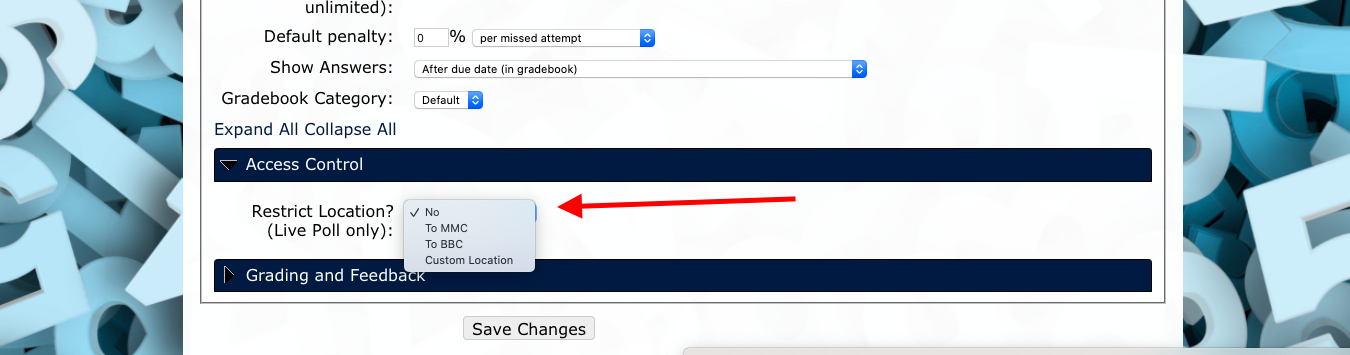 unlimited):
Default penalty: 0 % per missed attempt
Show Answers: After due date (in gradebook)
Gradebook Category: Default
Expand All Collapse All
Access Control
Restrict Location?
(Live Poll only):
✓ No
To MMC
To BBC
Custom Location
Grading and Feedback
Save Changes